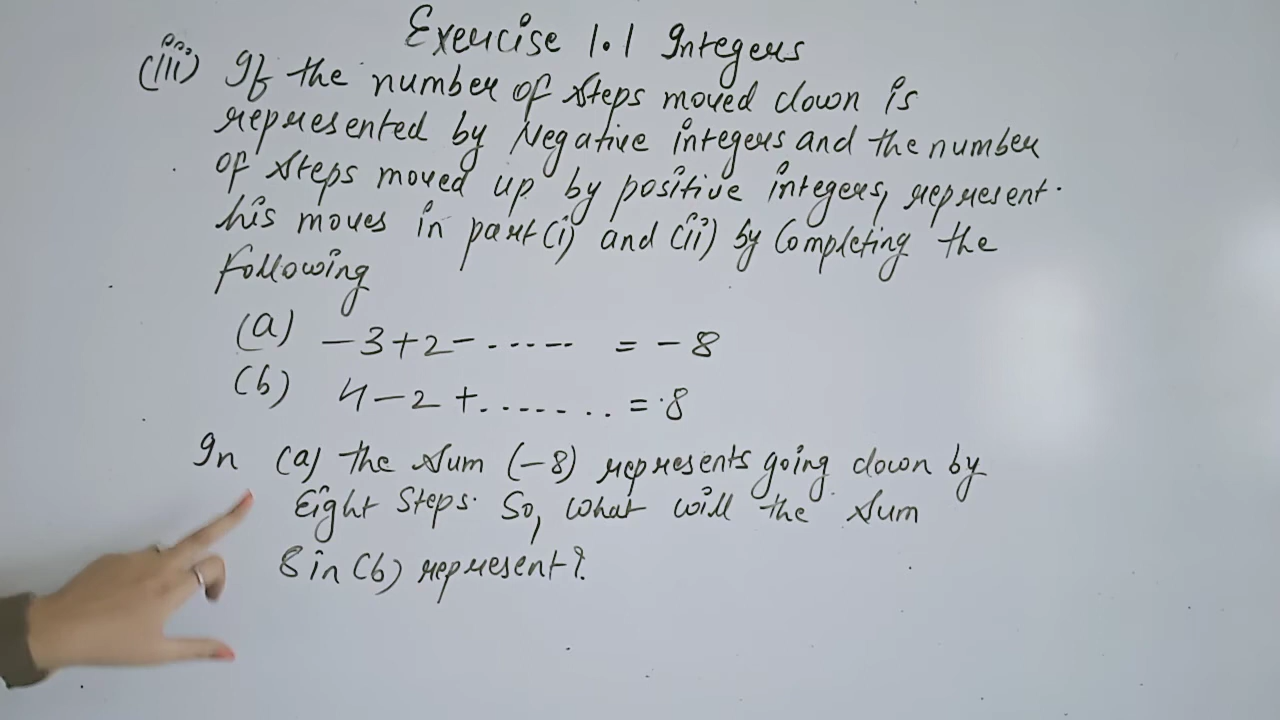 Exercise 1.1 Integers
(iii) If the number of steps moved down is
represented by Negative integers and the number
of steps moved up by positive integers, represent
his moves in part (i) and (ii) by Completing the
following
(a) -3+2- ...... = -8
(b) 4-2+........ = 8
In (a) the sum (-8) represents going down by
Eight Steps. So, what will the sum
8 in (b) represent?